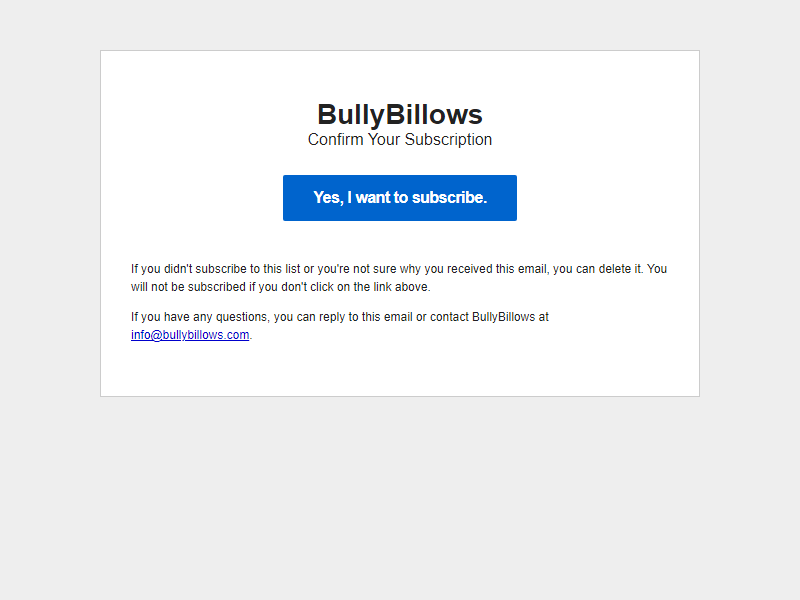 BullyBillows
Confirm Your Subscription
Yes, I want to subscribe.
If you didn't subscribe to this list or you're not sure why you received this email, you can delete it. You
will not be subscribed if you don't click on the link above.
If you have any questions, you can reply to this email or contact BullyBillows at
info@bullybillows.com.